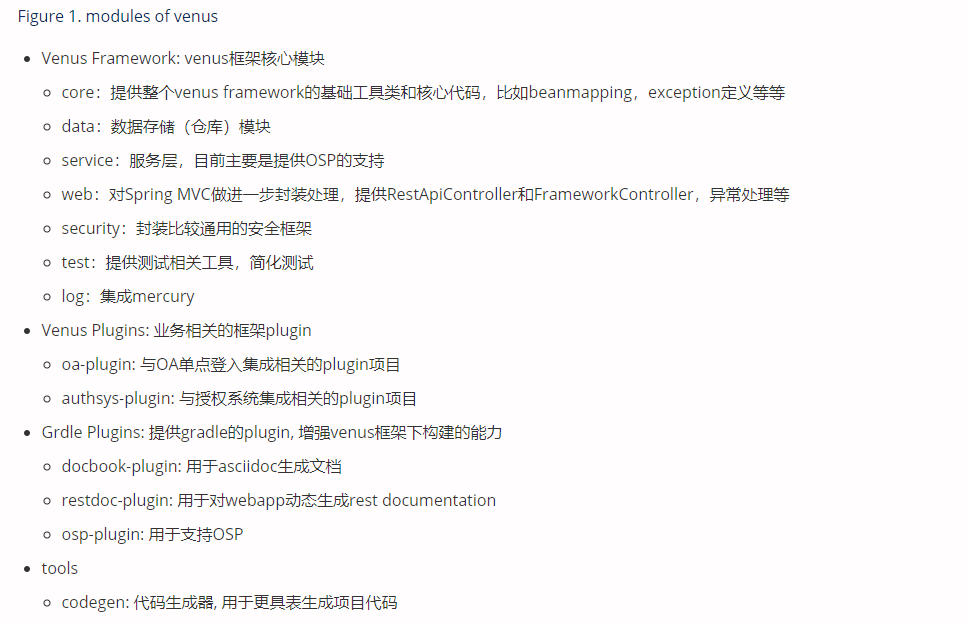 Figure 1. modules of venus
Venus Framework: venus框架核心模块
core：提供整个venus framework的基础工具类和核心代码，比如beanmapping，exception定义等等
data：数据存储（仓库）模块
service：服务层，目前主要是提供OSP的支持
web：对Spring MVC做进一步封装处理，提供RestApiController和FrameworkController，异常处理等
security：封装比较通用的安全框架
test：提供测试相关工具，简化测试
log：集成mercury
Venus Plugins: 业务相关的框架plugin
oa-plugin: 与OA单点登入集成相关的plugin项目
authsys-plugin: 与授权系统集成相关的plugin项目
Grdle Plugins: 提供gradle的plugin, 增强venus框架下构建的能力
docbook-plugin: 用于asciidoc生成文档
restdoc-plugin: 用于对webapp动态生成rest documentation
osp-plugin: 用于支持OSP
tools
codegen: 代码生成器, 用于更具表生成项目代码